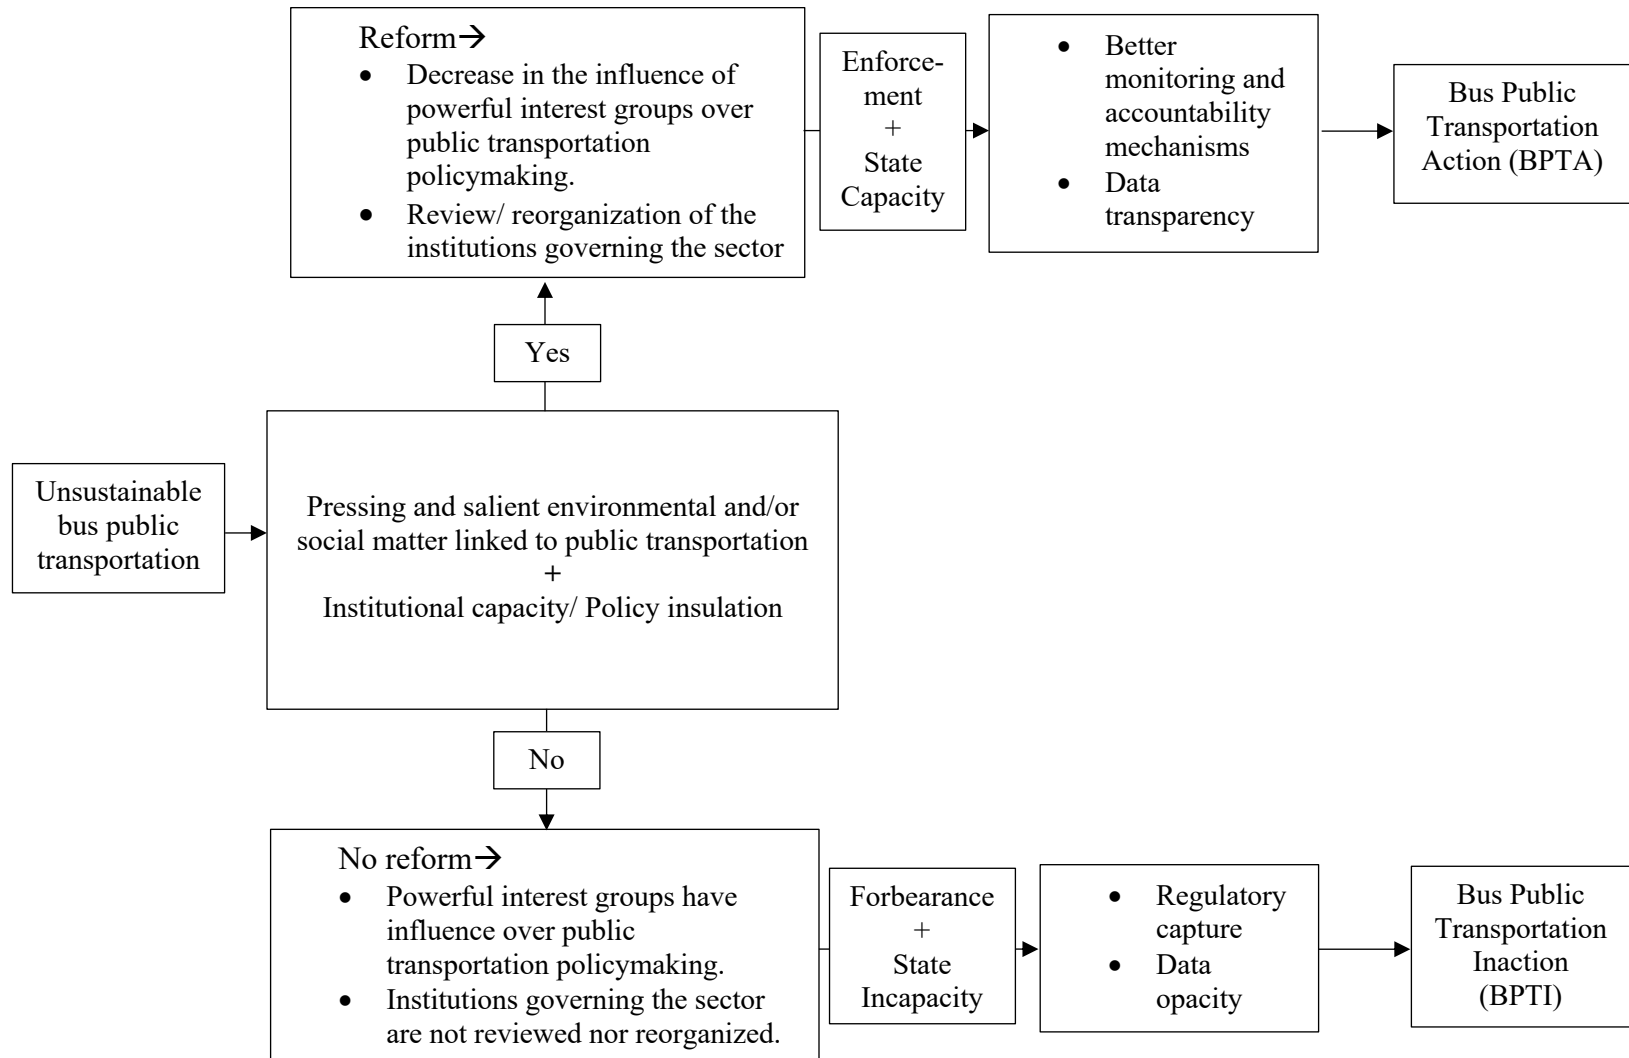 Reform→
• Decrease in the influence of
powerful interest groups over
public transportation
policymaking.
• Review/ reorganization of the
institutions governing the sector
Enforce-
ment
+
State
Capacity
• Better
monitoring and
accountability
mechanisms
• Data
transparency
Bus Public
Transportation
Action (BPTA)
Yes
Unsustainable
bus public
transportation
Pressing and salient environmental and/or
social matter linked to public transportation
+
Institutional capacity/ Policy insulation
No
No reform→
• Powerful interest groups have
influence over public
transportation policymaking.
• Institutions governing the sector
are not reviewed nor reorganized.
Forbearance
+
State
Incapacity
• Regulatory
capture
• Data
opacity
Bus Public
Transportation
Inaction
(BPTI)